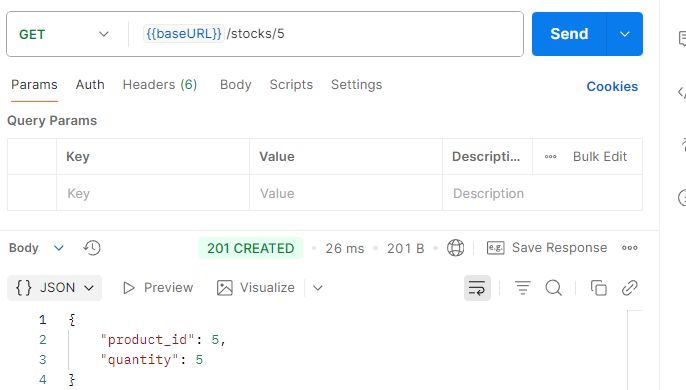 GET {{baseURL}}/stocks/5 Send
Params Auth Headers (6) Body Scripts Settings Cookies
Query Params
Key Value Descripti... Bulk Edit
Key Value Description
Body 201 CREATED 26 ms 201 B e.g. Save Response
{} JSON Preview Visualize
1 {
2 "product_id": 5,
3 "quantity": 5
4 }